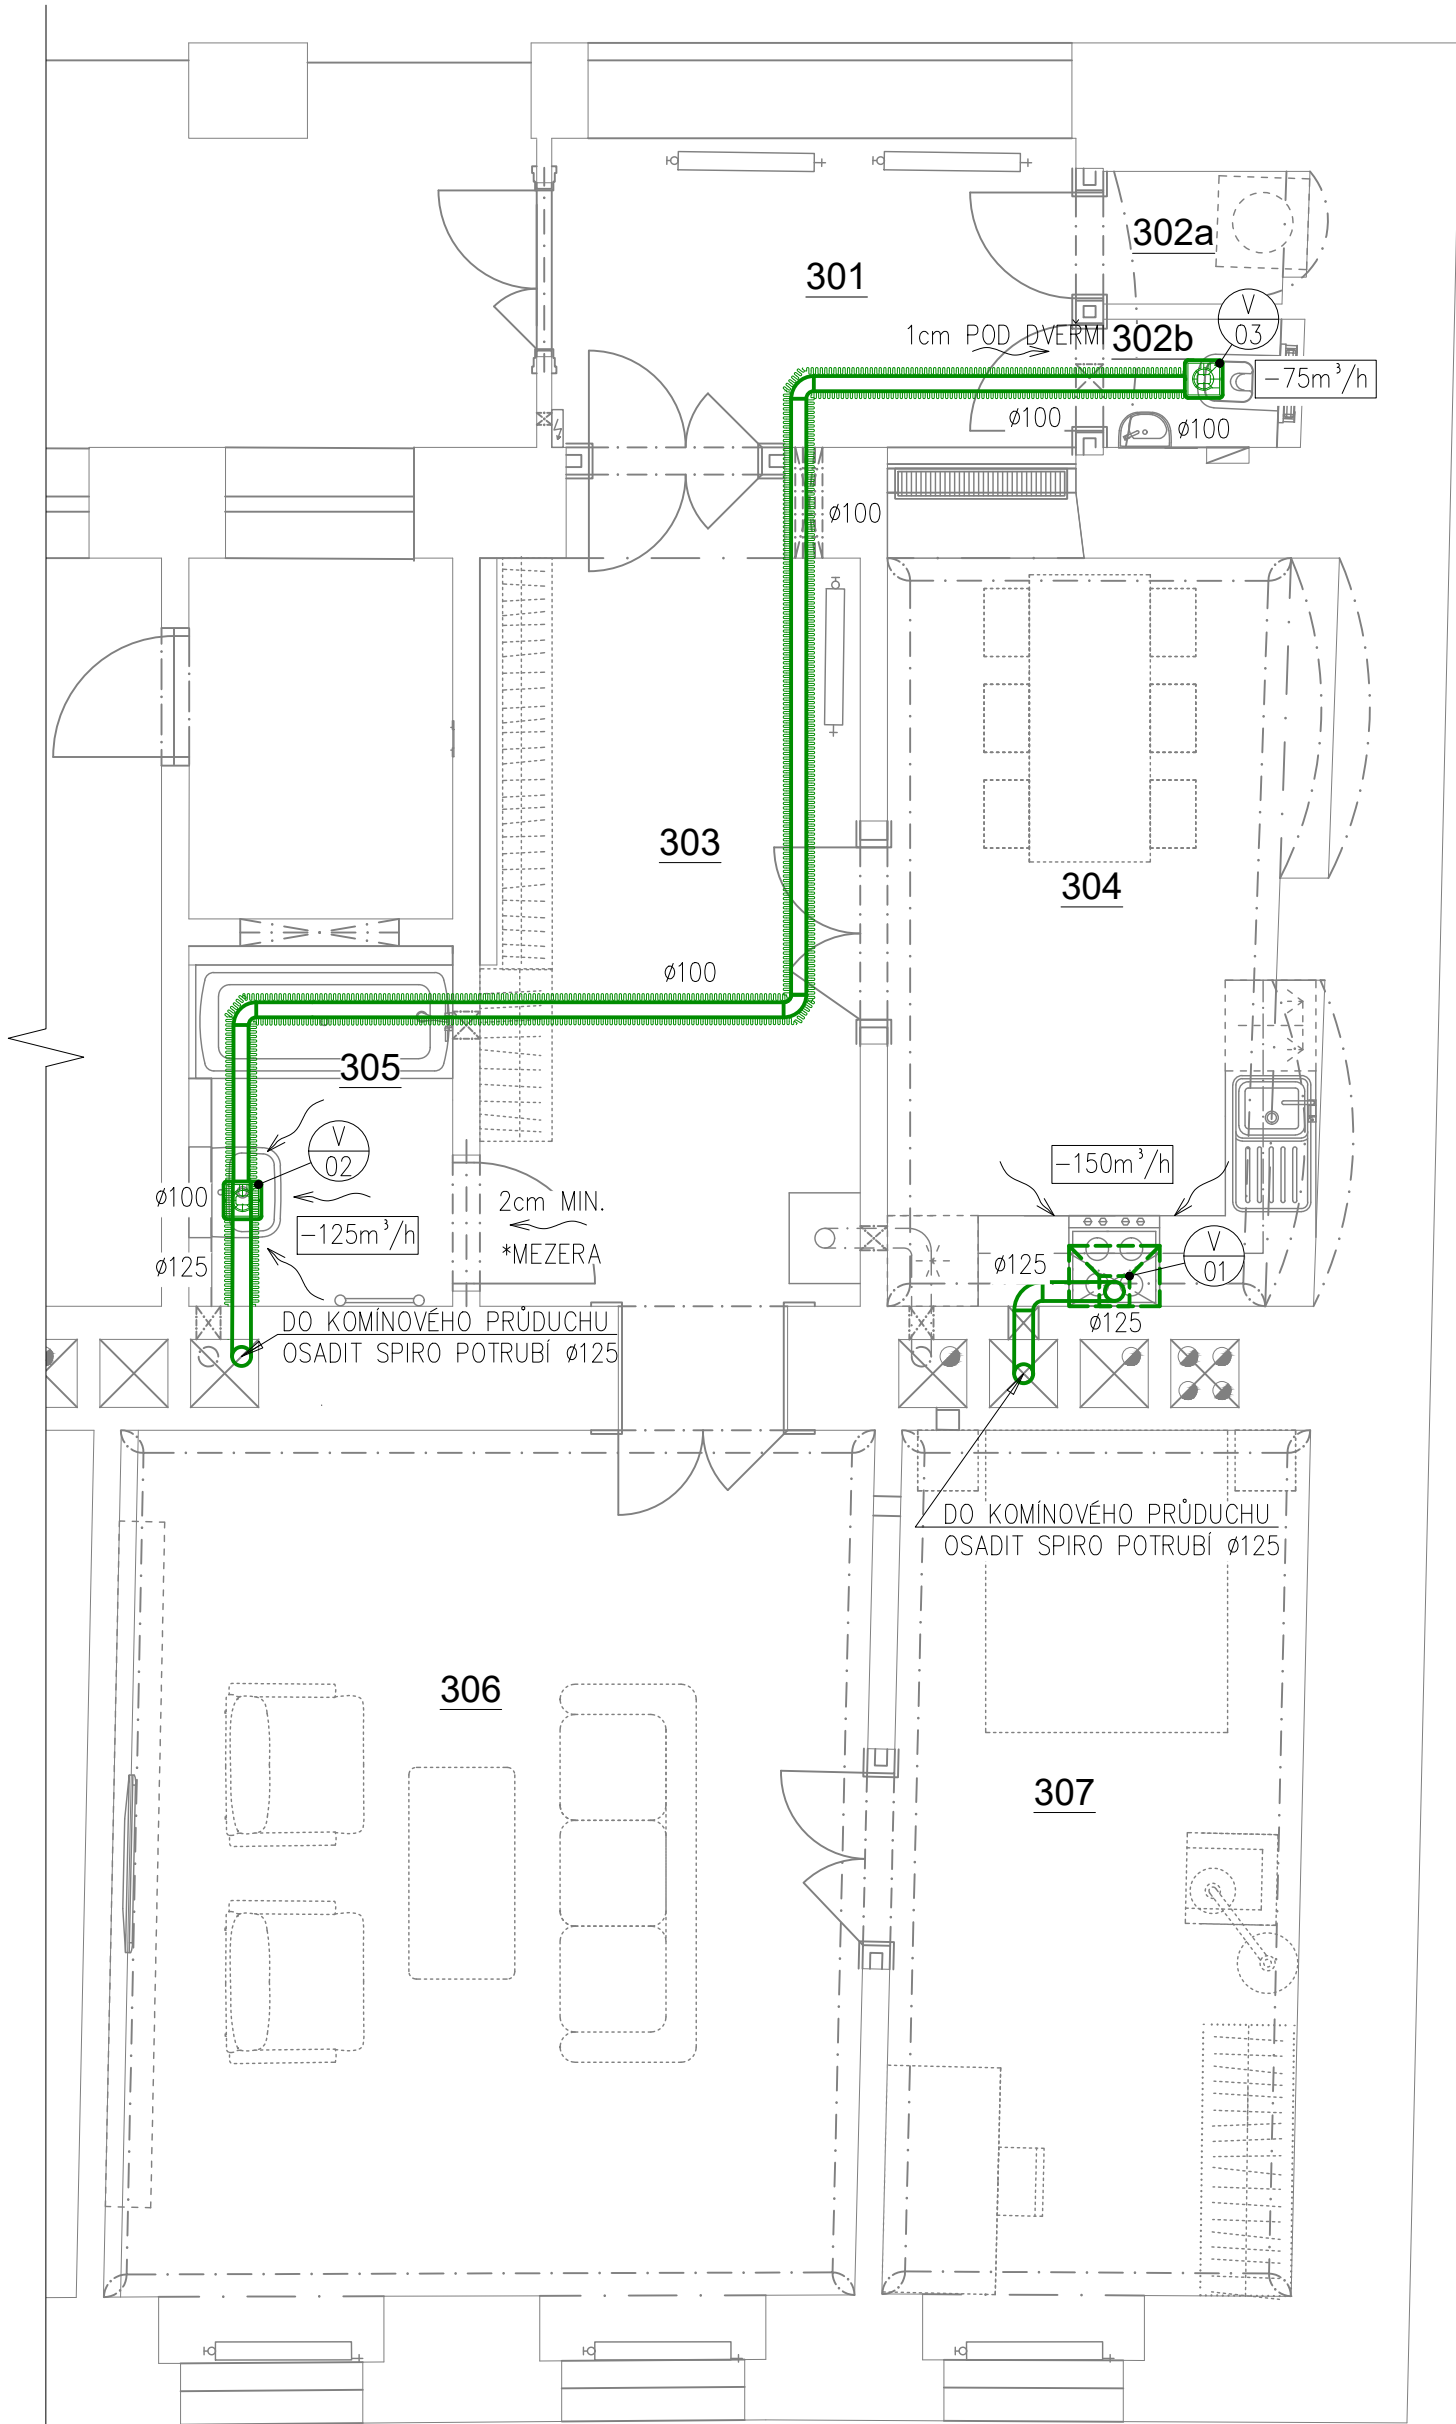 302a
301
V
03
1cm POD DVEŘMI
302b
-75m³/h
ø100
ø100
ø100
303
304
ø100
305
V
02
-150m³/h
ø100
2cm MIN.
-125m³/h
*MEZERA
V
01
ø125
ø125
DO KOMÍNOVÉHO PRŮDUCHU
OSADIT SPIRO POTRUBÍ ø125
ø125
DO KOMÍNOVÉHO PRŮDUCHU
OSADIT SPIRO POTRUBÍ ø125
306
307